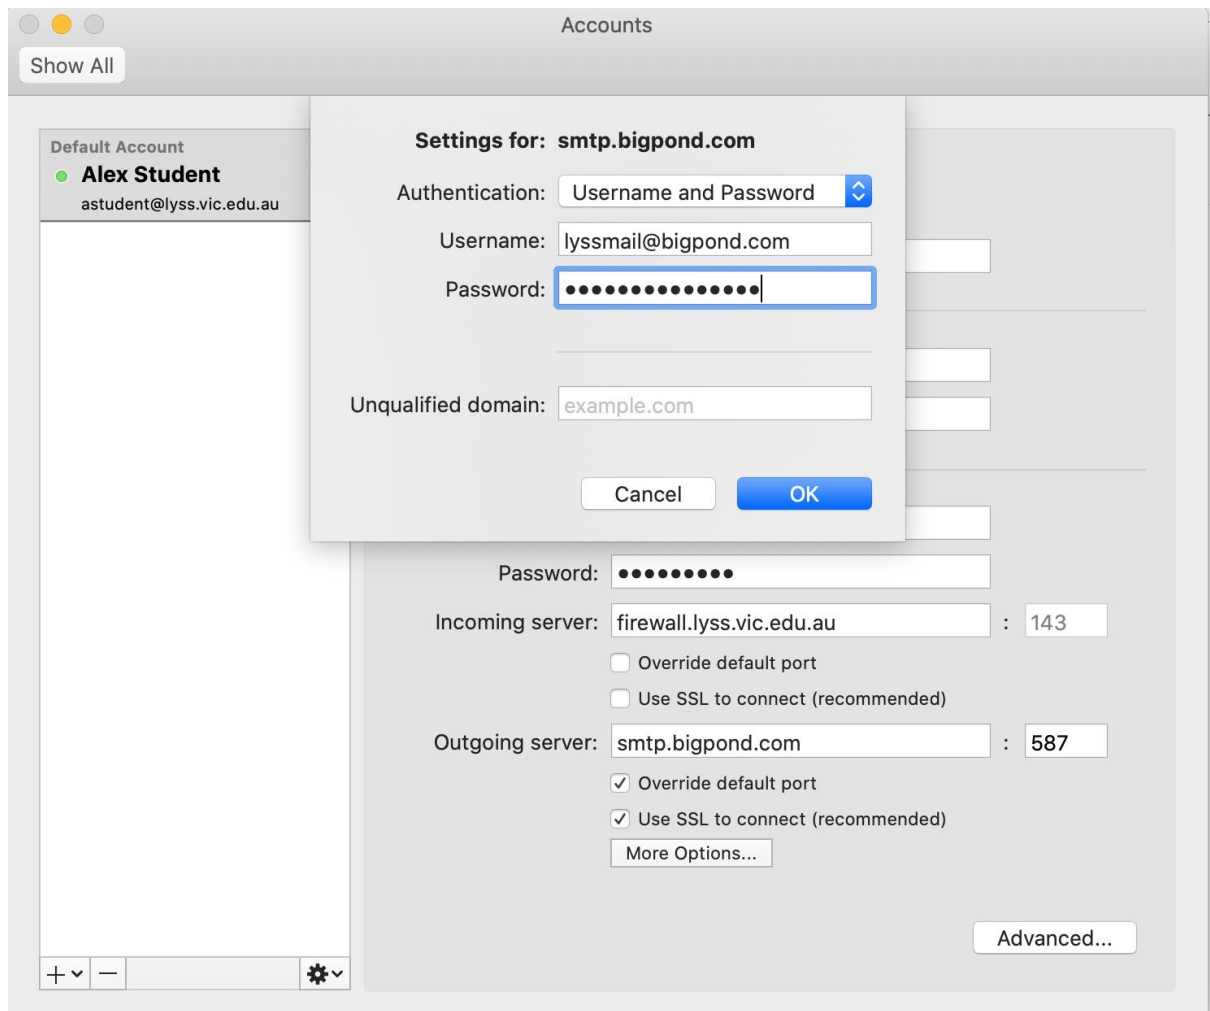 Accounts
Show All
Default Account
Alex Student
astudent@lyss.vic.edu.au
Settings for: smtp.bigpond.com
Authentication: Username and Password
Username: lyssmail@bigpond.com
Password: •••••••••••••••
Unqualified domain: example.com
Cancel OK
Password: •••••••••
Incoming server: firewall.lyss.vic.edu.au : 143
Override default port
Use SSL to connect (recommended)
Outgoing server: smtp.bigpond.com : 587
Override default port
Use SSL to connect (recommended)
More Options...
Advanced...